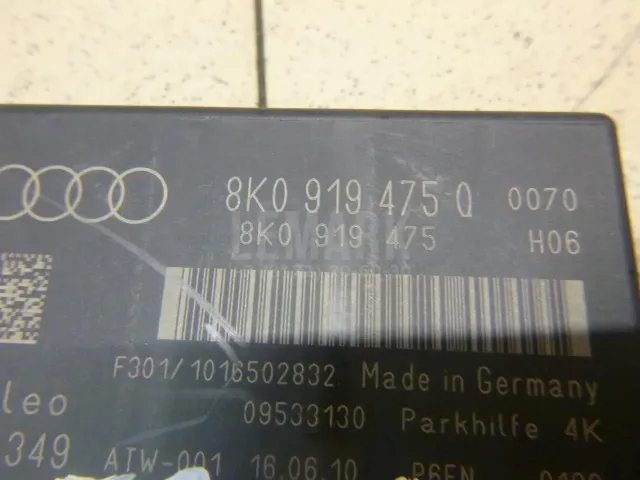 8K0 919 475 Q 0070
8K0 919 475 H06
LEMARK
F301/1016502832 Made in Germany
leo 09533130 Parkhilfe 4K
349 ATW-001 16.06.10